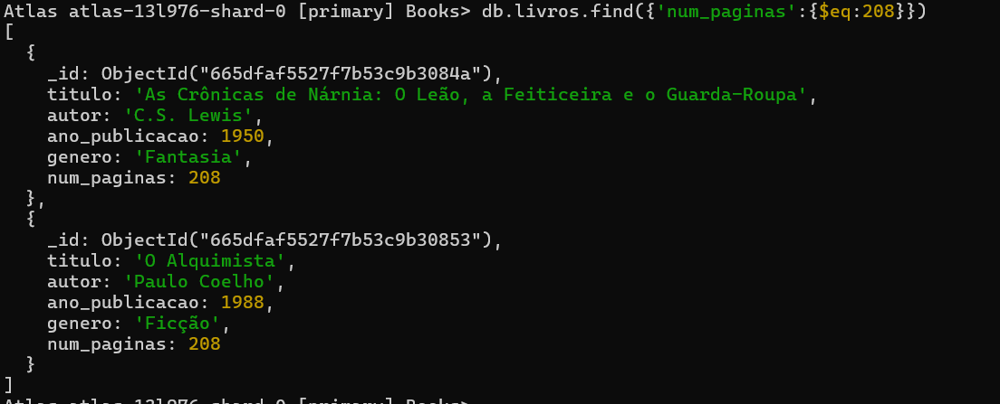 Atlas atlas-13l976-shard-0 [primary] Books> db.livros.find({'num_paginas':{$eq:208}})
[
  {
    _id: ObjectId("665dfaf5527f7b53c9b3084a"),
    titulo: 'As Crônicas de Nárnia: O Leão, a Feiticeira e o Guarda-Roupa',
    autor: 'C.S. Lewis',
    ano_publicacao: 1950,
    genero: 'Fantasia',
    num_paginas: 208
  },
  {
    _id: ObjectId("665dfaf5527f7b53c9b30853"),
    titulo: 'O Alquimista',
    autor: 'Paulo Coelho',
    ano_publicacao: 1988,
    genero: 'Ficção',
    num_paginas: 208
  }
]
Atlas atlas-13l976-shard-0 [primary] Books>